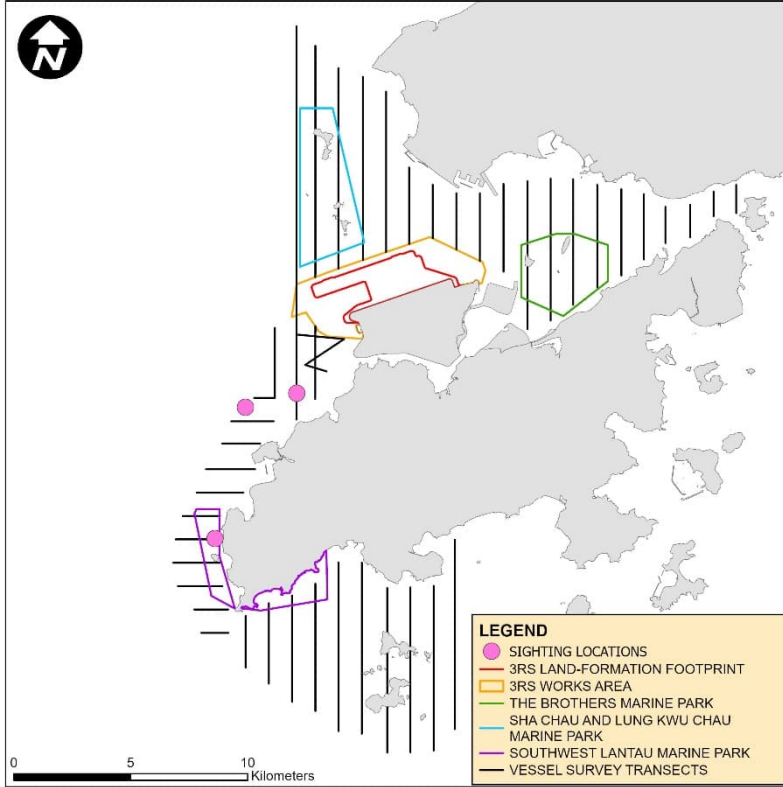 N
LEGEND
SIGHTING LOCATIONS
3RS LAND-FORMATION FOOTPRINT
3RS WORKS AREA
THE BROTHERS MARINE PARK
SHA CHAU AND LUNG KWU CHAU
MARINE PARK
SOUTHWEST LANTAU MARINE PARK
VESSEL SURVEY TRANSECTS
0 5 10
Kilometers